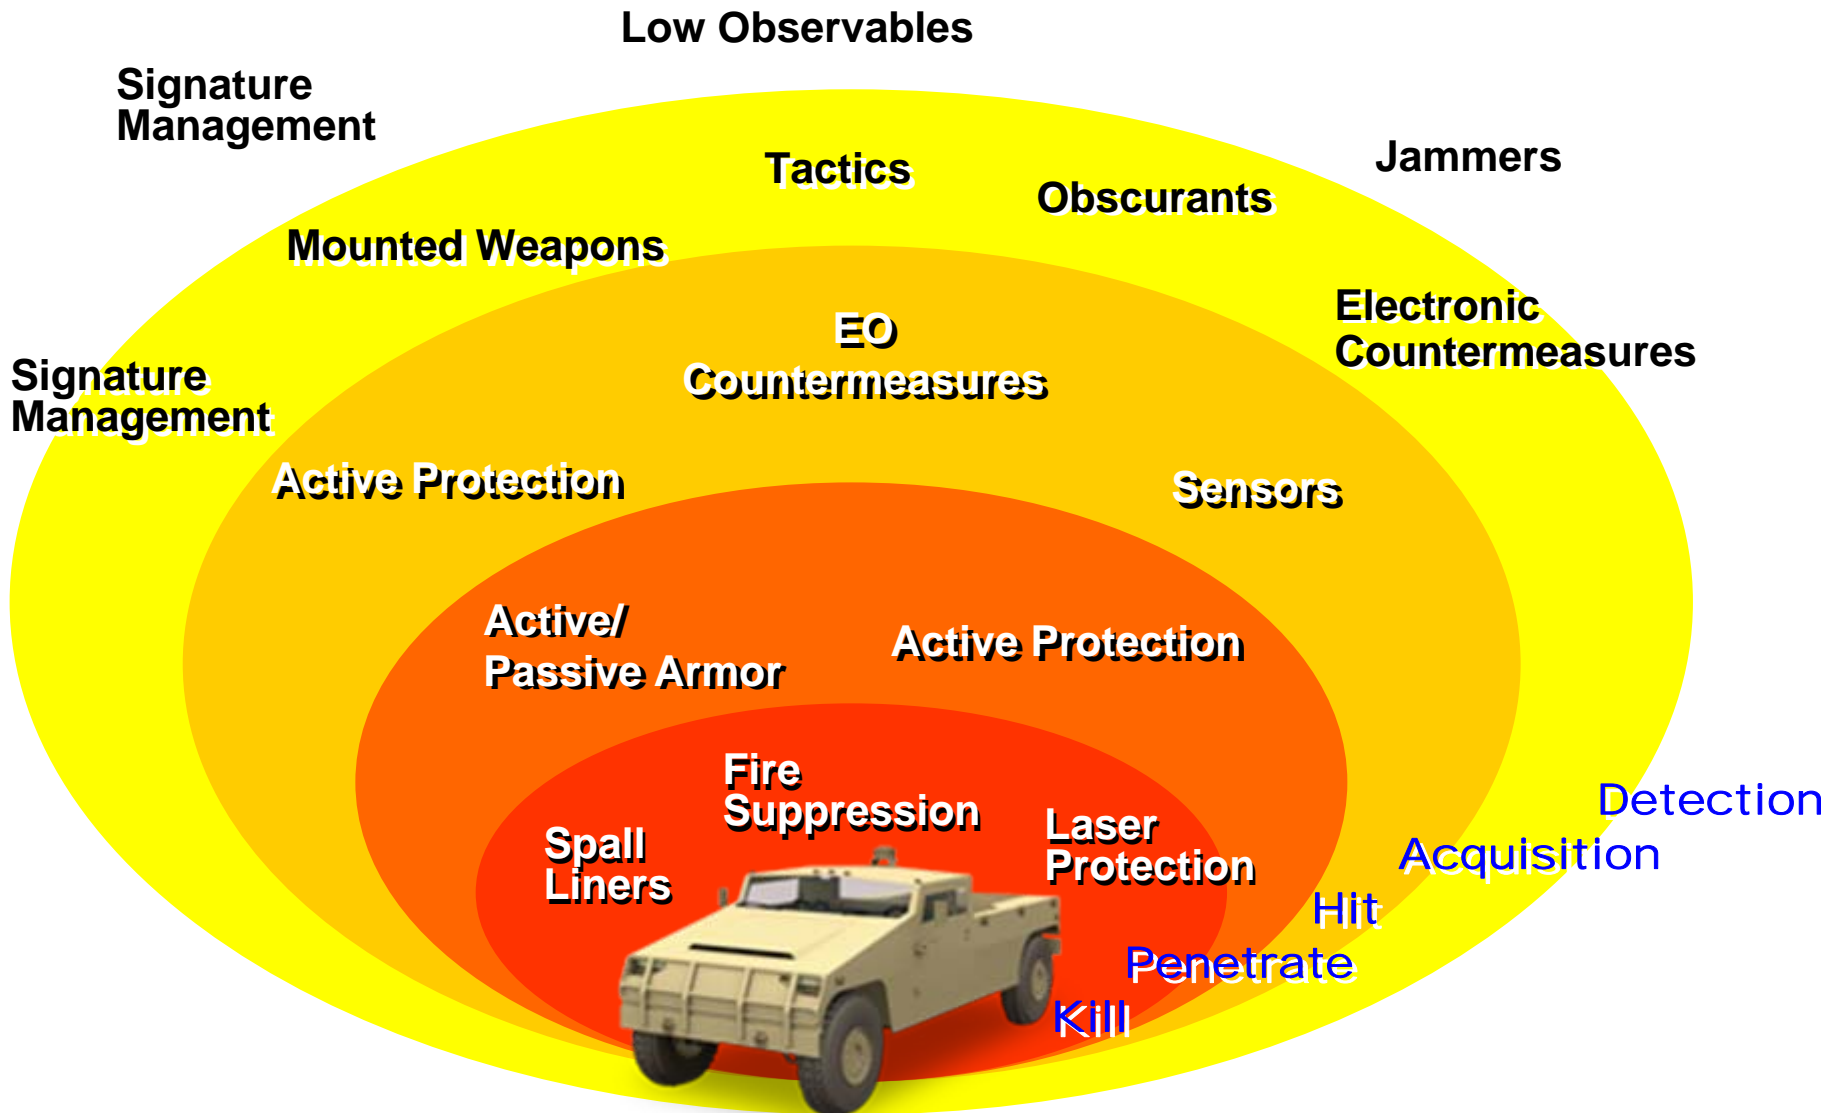 Low Observables
Signature
Management
Jammers
Tactics
Obscurants
Mounted Weapons
Electronic
Countermeasures
EO
Countermeasures
Signature
Management
Active Protection
Sensors
Active/
Passive Armor
Active Protection
Fire
Suppression
Spall
Liners
Laser
Protection
Detection
Acquisition
Hit
Penetrate
Kill